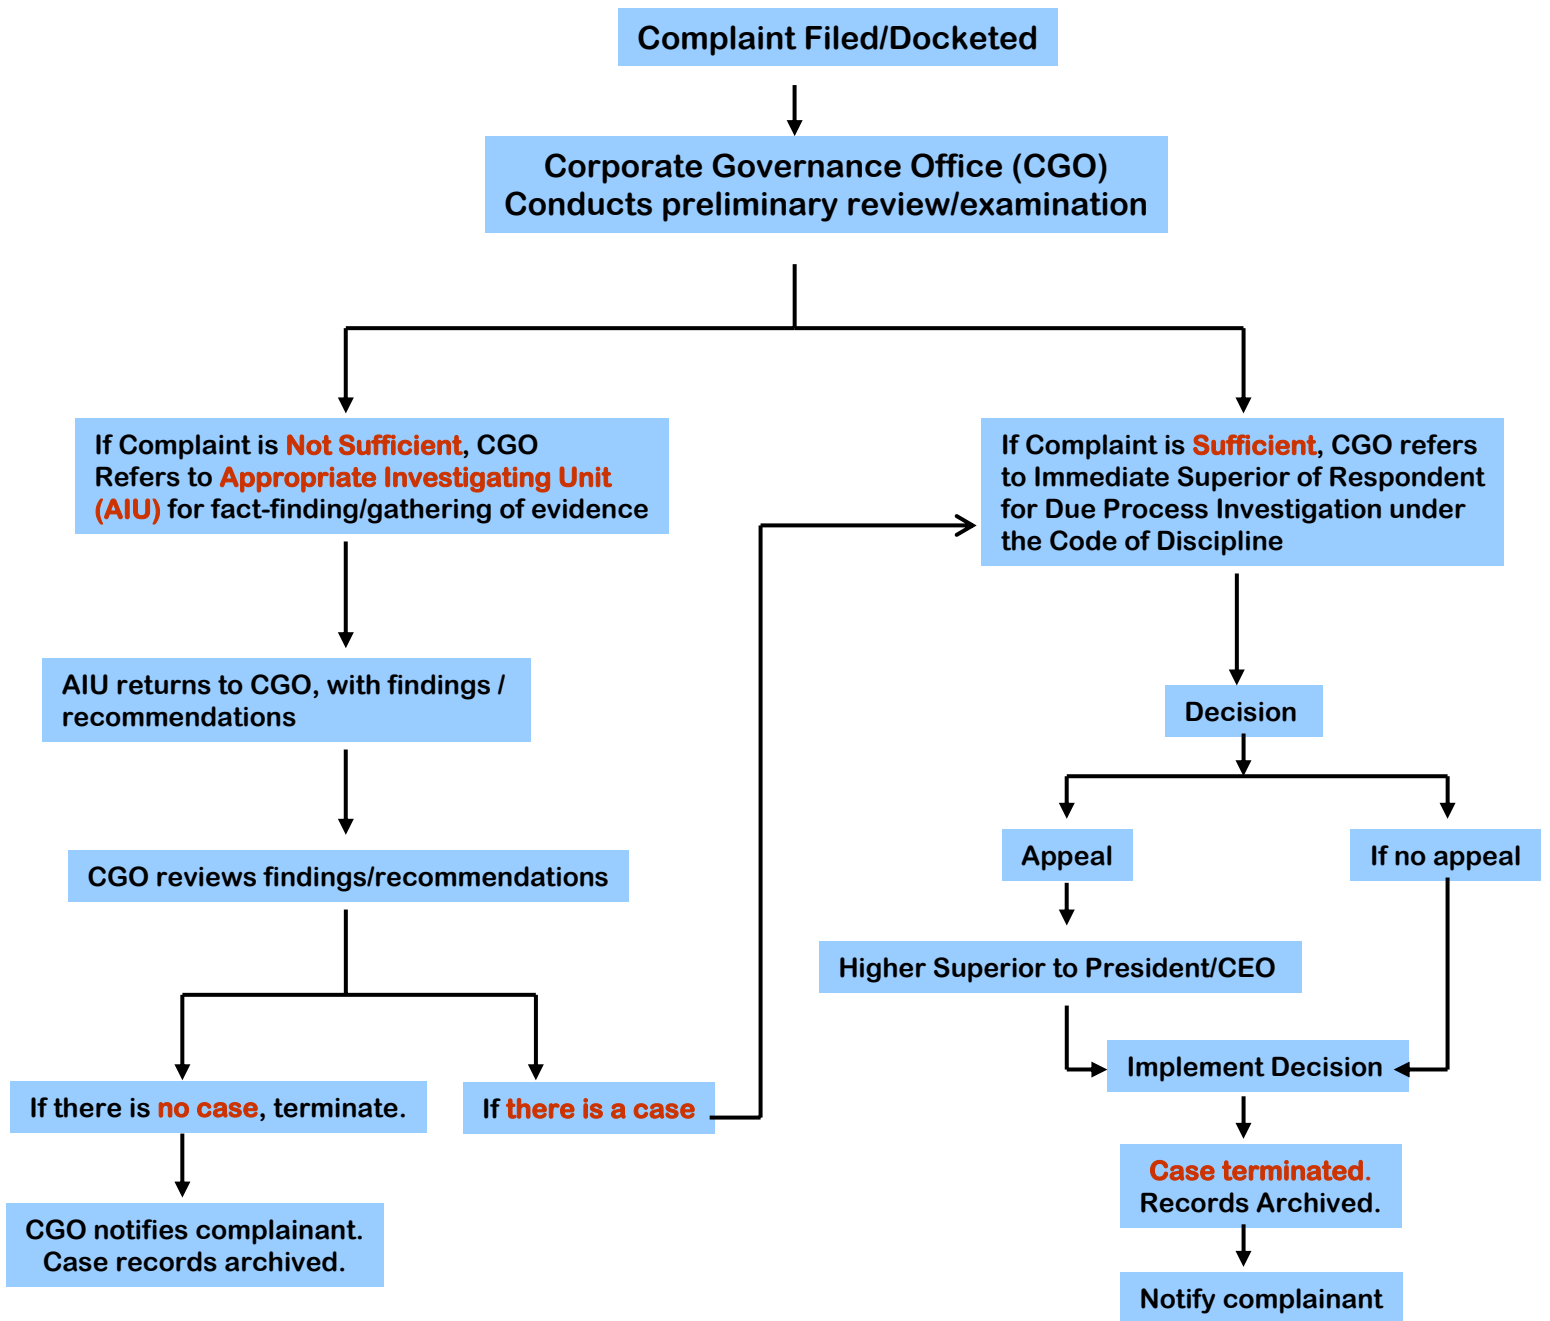 Complaint Filed/Docketed
Corporate Governance Office (CGO)
Conducts preliminary review/examination
If Complaint is Not Sufficient, CGO
Refers to Appropriate Investigating Unit
(AIU) for fact-finding/gathering of evidence
If Complaint is Sufficient, CGO refers
to Immediate Superior of Respondent
for Due Process Investigation under
the Code of Discipline
AIU returns to CGO, with findings /
recommendations
Decision
CGO reviews findings/recommendations
Appeal
If no appeal
Higher Superior to President/CEO
Implement Decision
If there is no case, terminate.
If there is a case
Case terminated.
Records Archived.
CGO notifies complainant.
Case records archived.
Notify complainant